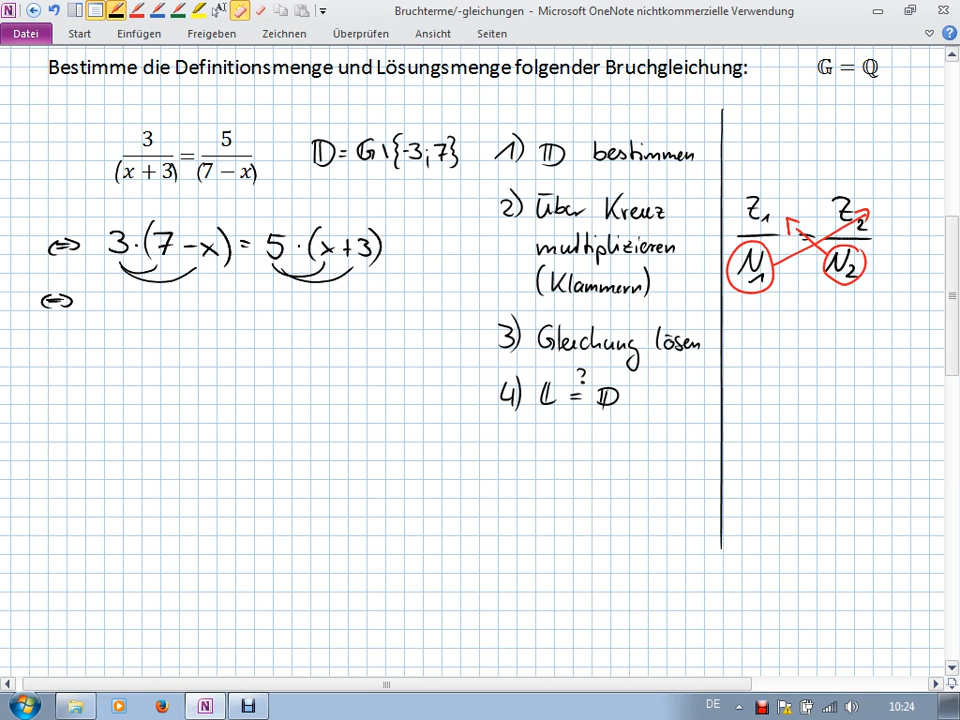 Bruchterme/-gleichungen - Microsoft OneNote nichtkommerzielle Verwendung
Datei Start Einfügen Freigeben Zeichnen Überprüfen Ansicht Seiten
Bestimme die Definitionsmenge und Lösungsmenge folgender Bruchgleichung: 𝔾 = ℚ
3/(x + 3) = 5/(7 − x)
𝔻 = 𝔾 \ {-3; 7}
⇔ 3·(7 − x) = 5·(x + 3)
⇔
1) 𝔻 bestimmen
2) Über Kreuz
multiplizieren
(Klammern)
3) Gleichung lösen
4) 𝕃 =? 𝔻
Z₁/N₁ = Z₂/N₂
DE 10:24